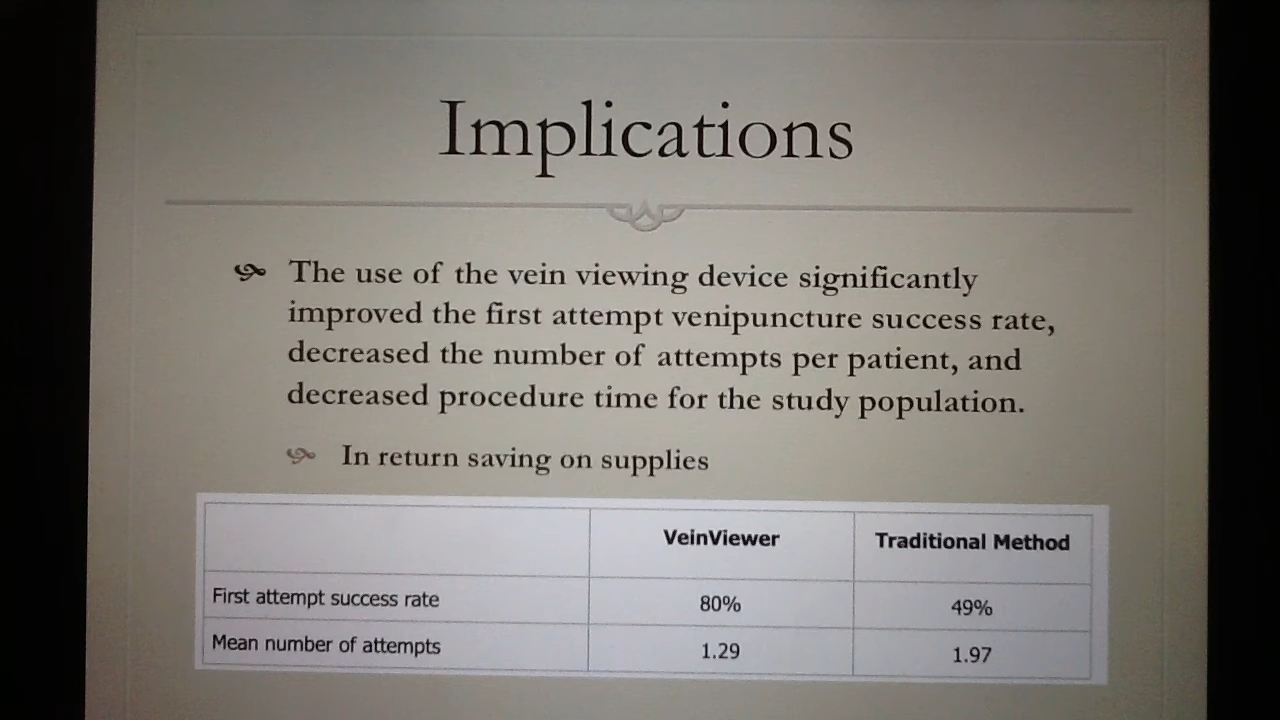 Implications
The use of the vein viewing device significantly
improved the first attempt venipuncture success rate,
decreased the number of attempts per patient, and
decreased procedure time for the study population.
In return saving on supplies
VeinViewer Traditional Method
First attempt success rate 80% 49%
Mean number of attempts 1.29 1.97